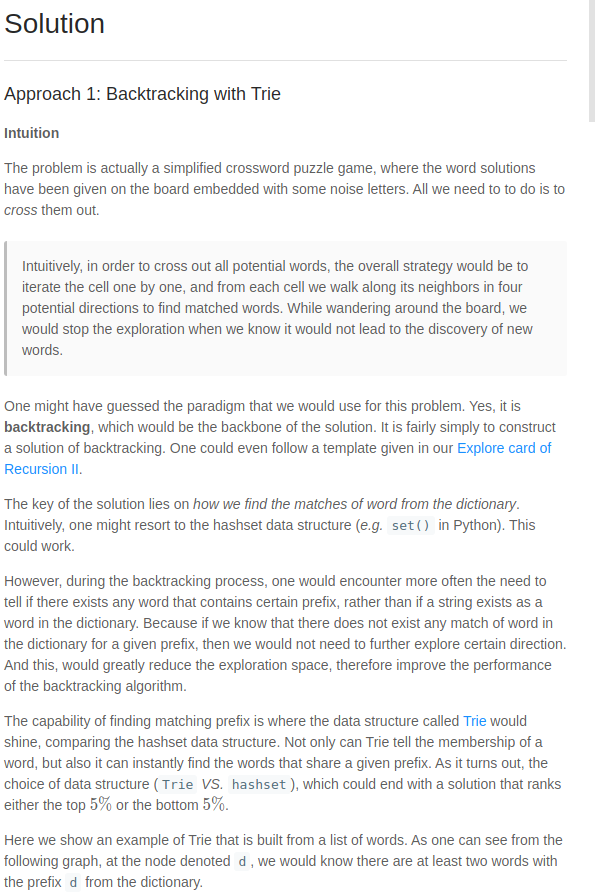 Solution
Approach 1: Backtracking with Trie
Intuition
The problem is actually a simplified crossword puzzle game, where the word solutions
have been given on the board embedded with some noise letters. All we need to to do is to
cross them out.
Intuitively, in order to cross out all potential words, the overall strategy would be to
iterate the cell one by one, and from each cell we walk along its neighbors in four
potential directions to find matched words. While wandering around the board, we
would stop the exploration when we know it would not lead to the discovery of new
words.
One might have guessed the paradigm that we would use for this problem. Yes, it is
backtracking, which would be the backbone of the solution. It is fairly simply to construct
a solution of backtracking. One could even follow a template given in our Explore card of
Recursion II.
The key of the solution lies on how we find the matches of word from the dictionary.
Intuitively, one might resort to the hashset data structure (e.g. set() in Python). This
could work.
However, during the backtracking process, one would encounter more often the need to
tell if there exists any word that contains certain prefix, rather than if a string exists as a
word in the dictionary. Because if we know that there does not exist any match of word in
the dictionary for a given prefix, then we would not need to further explore certain direction.
And this, would greatly reduce the exploration space, therefore improve the performance
of the backtracking algorithm.
The capability of finding matching prefix is where the data structure called Trie would
shine, comparing the hashset data structure. Not only can Trie tell the membership of a
word, but also it can instantly find the words that share a given prefix. As it turns out, the
choice of data structure ( Trie VS. hashset ), which could end with a solution that ranks
either the top 5% or the bottom 5%.
Here we show an example of Trie that is built from a list of words. As one can see from the
following graph, at the node denoted d , we would know there are at least two words with
the prefix d from the dictionary.